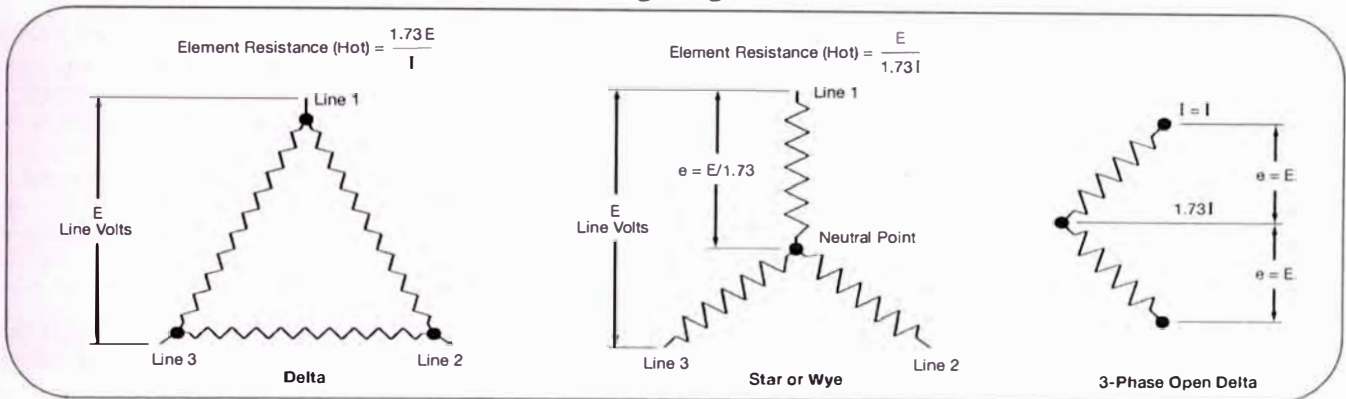 Element Resistance (Hot) = 1.73 E / I
Line 1
E
Line Volts
Line 3
Line 2
Delta
Element Resistance (Hot) = E / 1.73 I
Line 1
e = E/1.73
E
Line Volts
Neutral Point
Line 3
Line 2
Star or Wye
I = I
e = E
1.73 I
e = E
3-Phase Open Delta